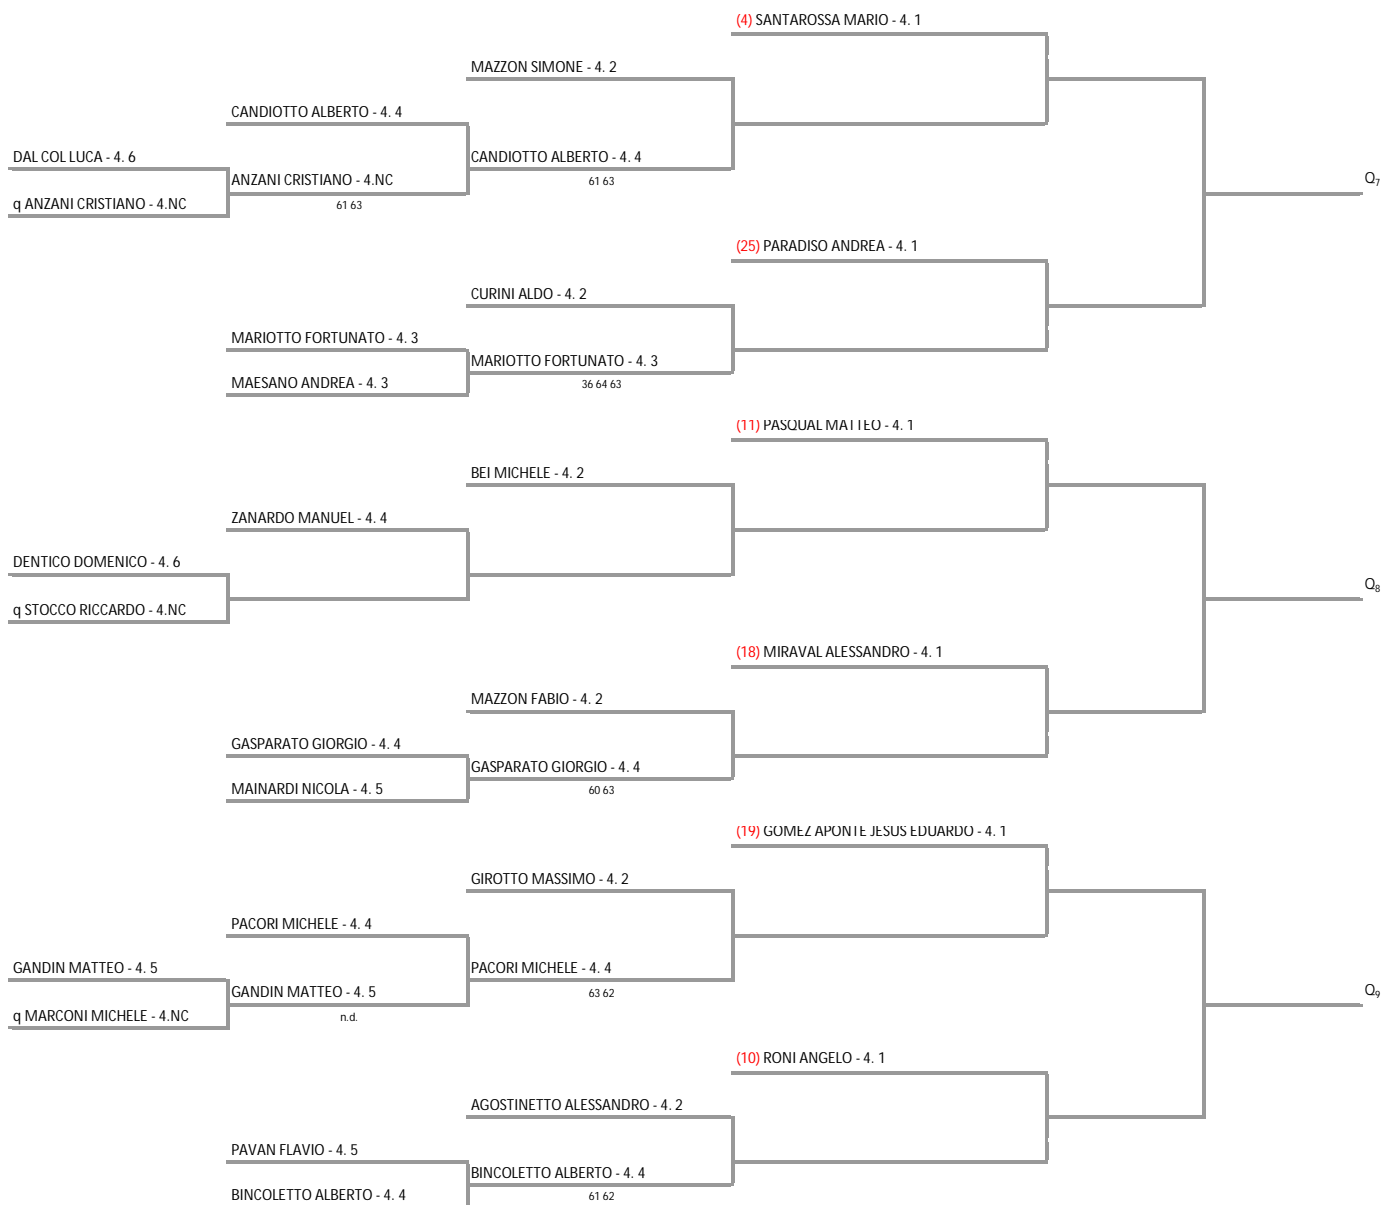 (4) SANTAROSSA MARIO - 4. 1
MAZZON SIMONE - 4. 2
CANDIOTTO ALBERTO - 4. 4
DAL COL LUCA - 4. 6
CANDIOTTO ALBERTO - 4. 4
61 63
ANZANI CRISTIANO - 4.NC
61 63
q ANZANI CRISTIANO - 4.NC
Q7
(25) PARADISO ANDREA - 4. 1
CURINI ALDO - 4. 2
MARIOTTO FORTUNATO - 4. 3
MARIOTTO FORTUNATO - 4. 3
36 64 63
MAESANO ANDREA - 4. 3
(11) PASQUAL MATTEO - 4. 1
BEI MICHELE - 4. 2
ZANARDO MANUEL - 4. 4
DENTICO DOMENICO - 4. 6
q STOCCO RICCARDO - 4.NC
Q8
(18) MIRAVAL ALESSANDRO - 4. 1
MAZZON FABIO - 4. 2
GASPARATO GIORGIO - 4. 4
GASPARATO GIORGIO - 4. 4
60 63
MAINARDI NICOLA - 4. 5
(19) GOMEZ APONTE JESUS EDUARDO - 4. 1
GIROTTO MASSIMO - 4. 2
PACORI MICHELE - 4. 4
GANDIN MATTEO - 4. 5
PACORI MICHELE - 4. 4
63 62
GANDIN MATTEO - 4. 5
n.d.
q MARCONI MICHELE - 4.NC
Q9
(10) RONI ANGELO - 4. 1
AGOSTINETTO ALESSANDRO - 4. 2
PAVAN FLAVIO - 4. 5
BINCOLETTO ALBERTO - 4. 4
61 62
BINCOLETTO ALBERTO - 4. 4